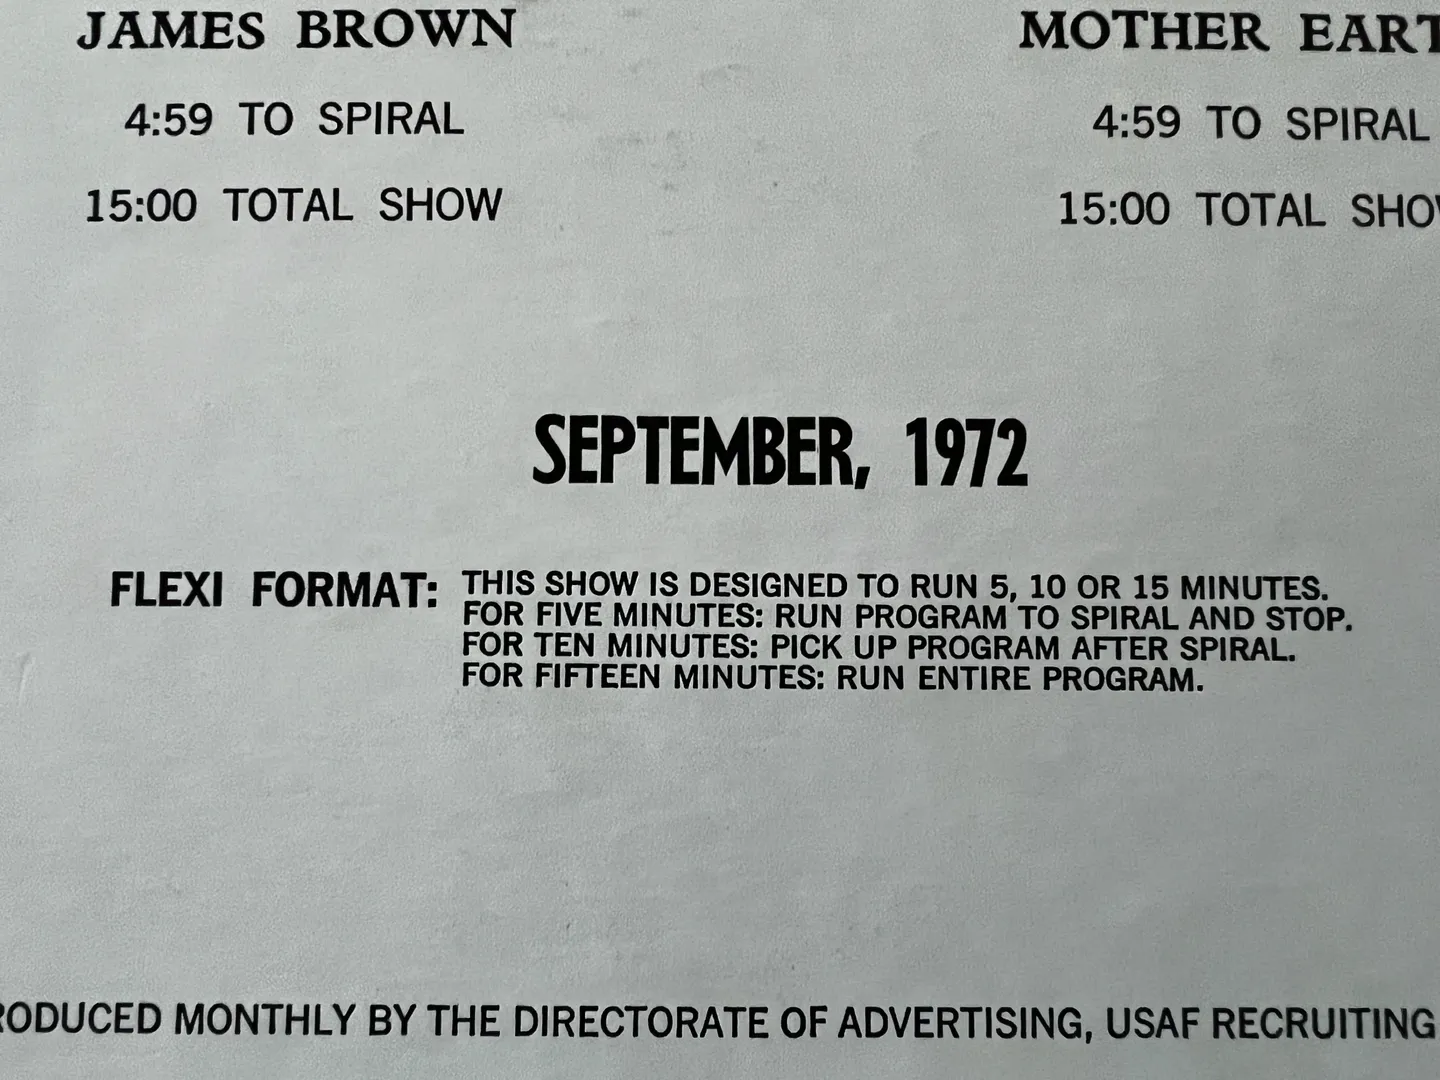 JAMES BROWN
4:59 TO SPIRAL
15:00 TOTAL SHOW
MOTHER EART
4:59 TO SPIRAL
15:00 TOTAL SHOW
SEPTEMBER, 1972
FLEXI FORMAT: THIS SHOW IS DESIGNED TO RUN 5, 10 OR 15 MINUTES.
FOR FIVE MINUTES: RUN PROGRAM TO SPIRAL AND STOP.
FOR TEN MINUTES: PICK UP PROGRAM AFTER SPIRAL.
FOR FIFTEEN MINUTES: RUN ENTIRE PROGRAM.
RODUCED MONTHLY BY THE DIRECTORATE OF ADVERTISING, USAF RECRUITING